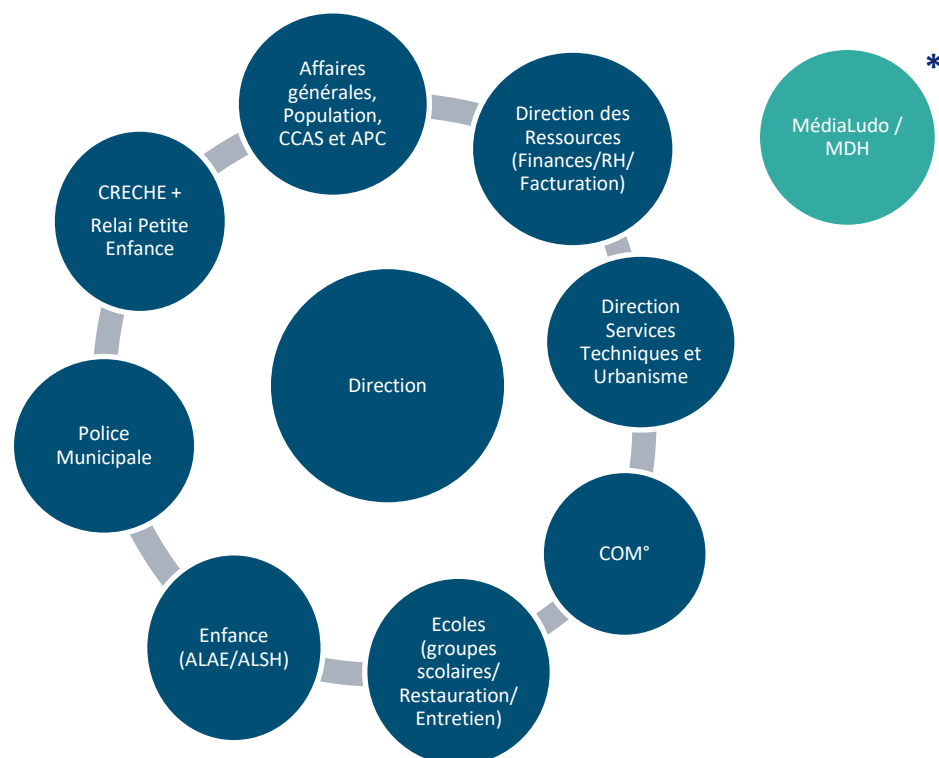 Affaires
générales,
Population,
CCAS et APC
Direction des
Ressources
(Finances/RH/
Facturation)
*
MédiaLudo /
MDH
CRECHE +
Relai Petite
Enfance
Direction
Services
Techniques et
Urbanisme
Direction
Police
Municipale
COM°
Enfance
(ALAE/ALSH)
Ecoles
(groupes
scolaires/
Restauration/
Entretien)